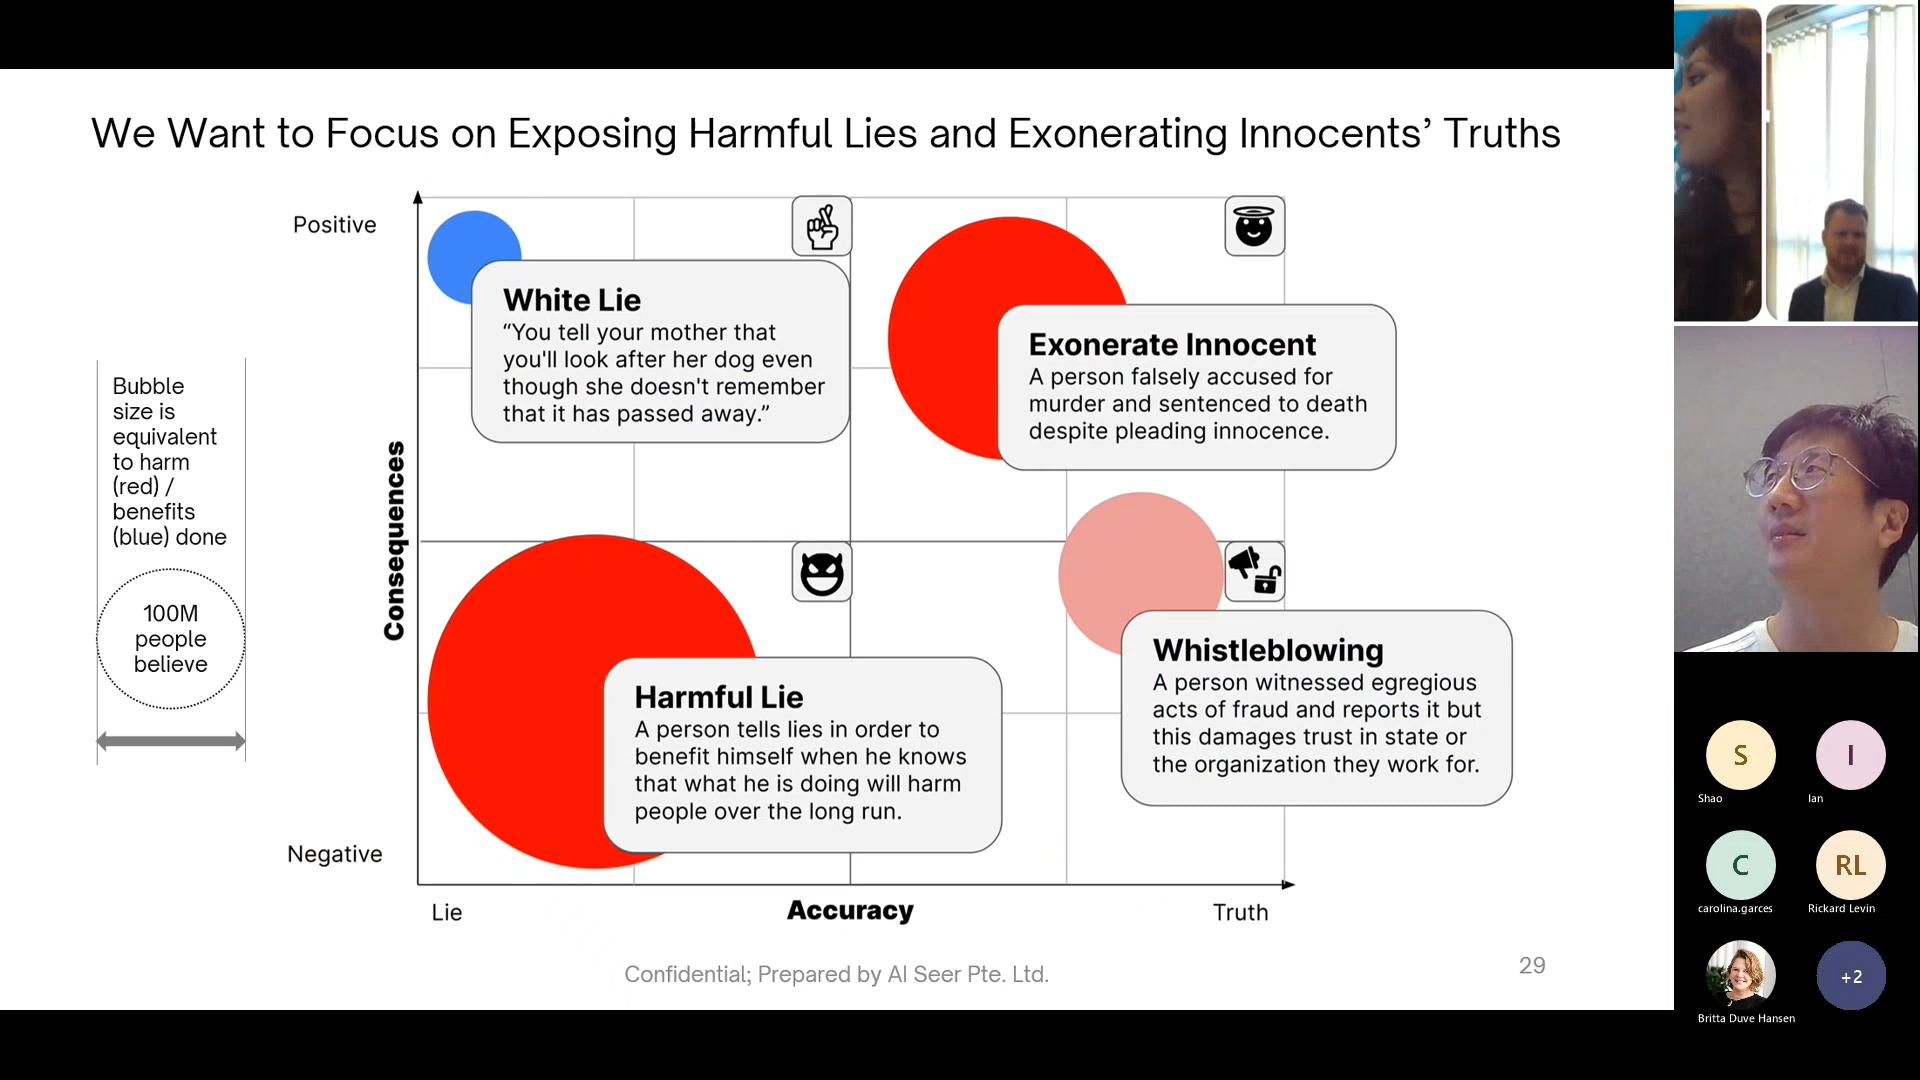 We Want to Focus on Exposing Harmful Lies and Exonerating Innocents’ Truths
Positive
White Lie
“You tell your mother that
you'll look after her dog even
though she doesn't remember
that it has passed away.”
Exonerate Innocent
A person falsely accused for
murder and sentenced to death
despite pleading innocence.
Bubble
size is
equivalent
to harm
(red) /
benefits
(blue) done
100M
people
believe
Consequences
Harmful Lie
A person tells lies in order to
benefit himself when he knows
that what he is doing will harm
people over the long run.
Whistleblowing
A person witnessed egregious
acts of fraud and reports it but
this damages trust in state or
the organization they work for.
Negative
Lie
Accuracy
Truth
Confidential; Prepared by AI Seer Pte. Ltd.
29
S
Shao
I
Ian
C
carolina.garces
RL
Rickard Levin
Britta Duve Hansen
+2